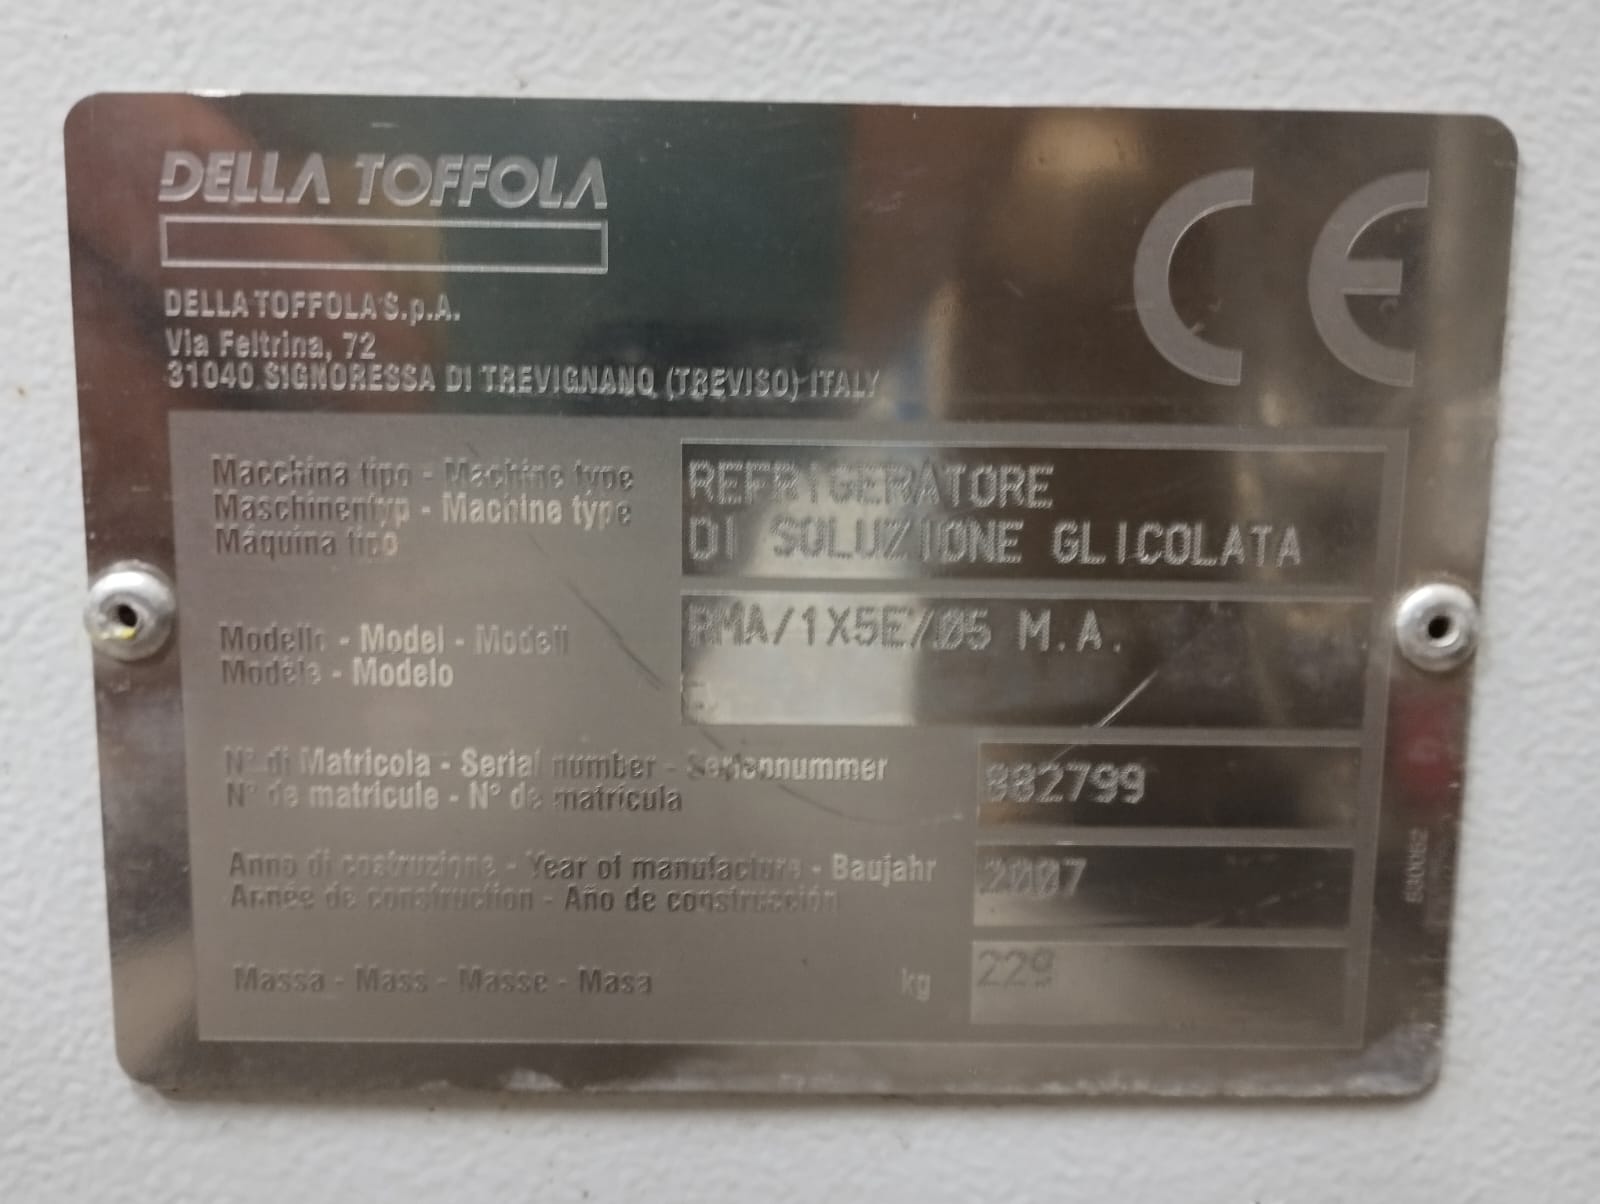 DELLA TOFFOLA
DELLA TOFFOLA S.p.A.
Via Feltrina, 72
31040 SIGNORESSA DI TREVIGNANO (TREVISO) ITALY
CE
Macchina tipo - Machine type
Maschinentyp - Machine type
Máquina tipo
REFRIGERATORE
DI SOLUZIONE GLICOLATA
Modello - Model - Modell
Modèle - Modelo
RMA/1X5E/05 M.A.
E
N° di Matricola - Serial number - Seriennummer
N° de matricule - N° de matrícula
882799
Anno di costruzione - Year of manufacture - Baujahr
Année de construction - Año de construcción
2007
Massa - Mass - Masse - Masa kg
229